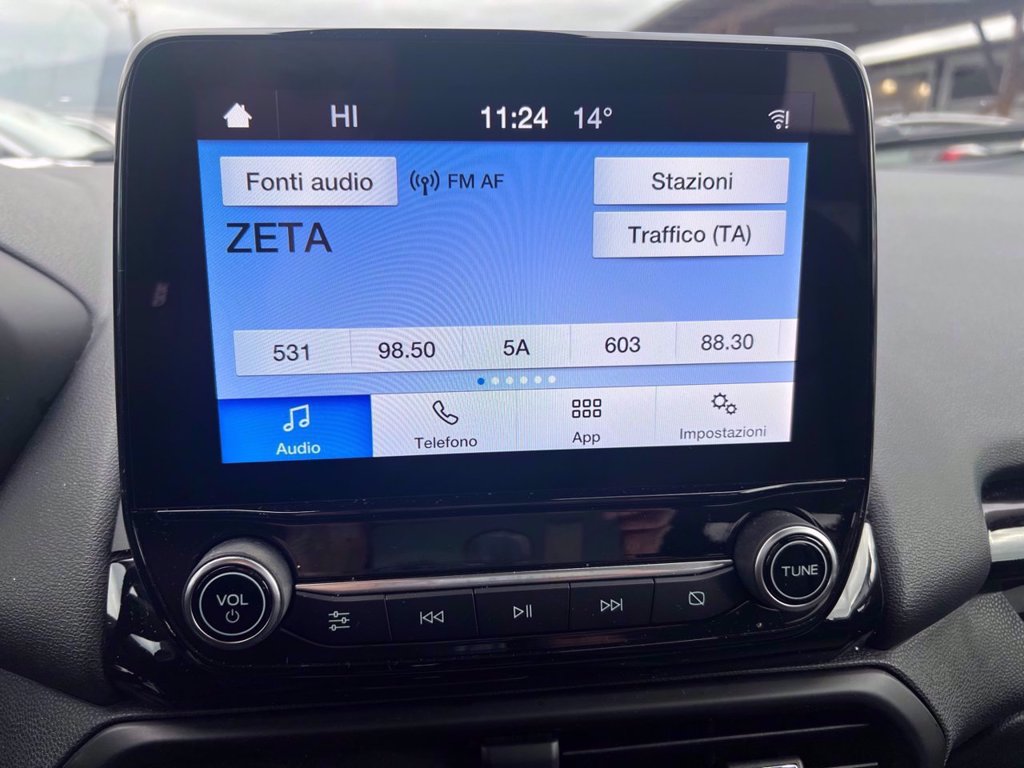 HI 11:24 14°
Fonti audio FM AF Stazioni
ZETA Traffico (TA)
531 98.50 5A 603 88.30
Audio Telefono App Impostazioni
VOL TUNE